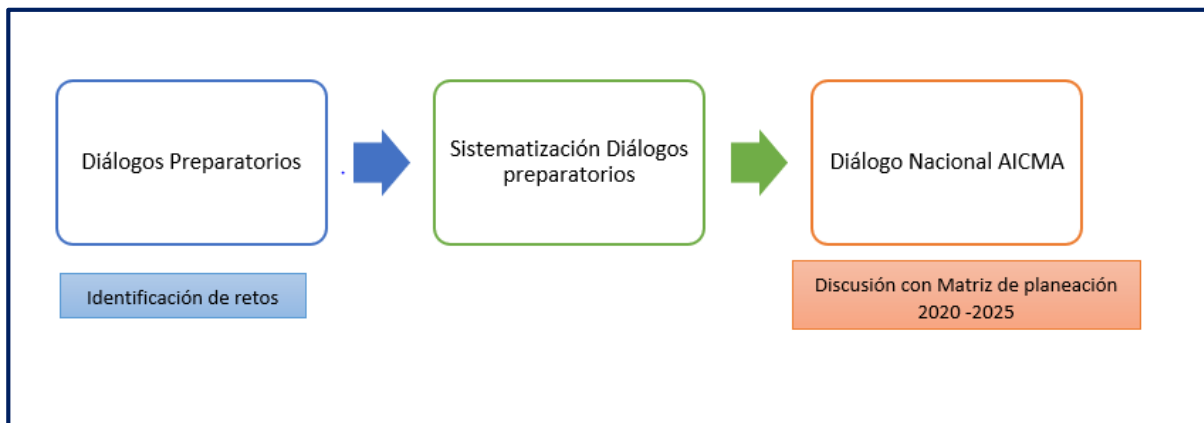 Diálogos Preparatorios
Sistematización Diálogos
preparatorios
Diálogo Nacional AICMA
Identificación de retos
Discusión con Matriz de planeación
2020 -2025